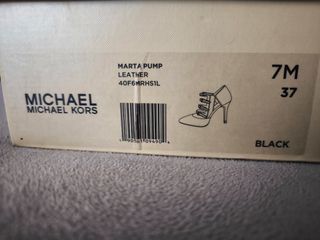 MARTA PUMP
LEATHER
40F6MRHS1L
7M
37
MICHAEL
MICHAEL KORS
BLACK